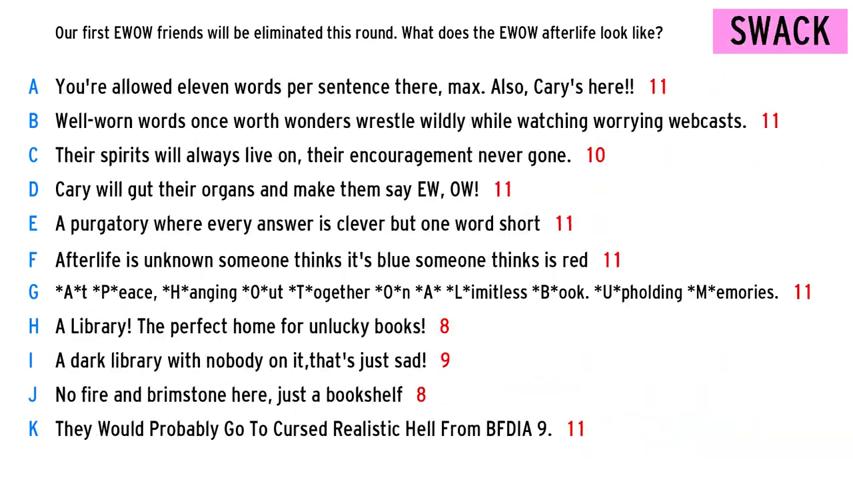 Our first EWOW friends will be eliminated this round. What does the EWOW afterlife look like?
SWACK
A You're allowed eleven words per sentence there, max. Also, Cary's here!! 11
B Well-worn words once worth wonders wrestle wildly while watching worrying webcasts. 11
C Their spirits will always live on, their encouragement never gone. 10
D Cary will gut their organs and make them say EW, OW! 11
E A purgatory where every answer is clever but one word short 11
F Afterlife is unknown someone thinks it's blue someone thinks is red 11
G *A*t *P*eace, *H*anging *O*ut *T*ogether *O*n *A* *L*imitless *B*ook. *U*pholding *M*emories. 11
H A Library! The perfect home for unlucky books! 8
I A dark library with nobody on it,that's just sad! 9
J No fire and brimstone here, just a bookshelf 8
K They Would Probably Go To Cursed Realistic Hell From BFDIA 9. 11